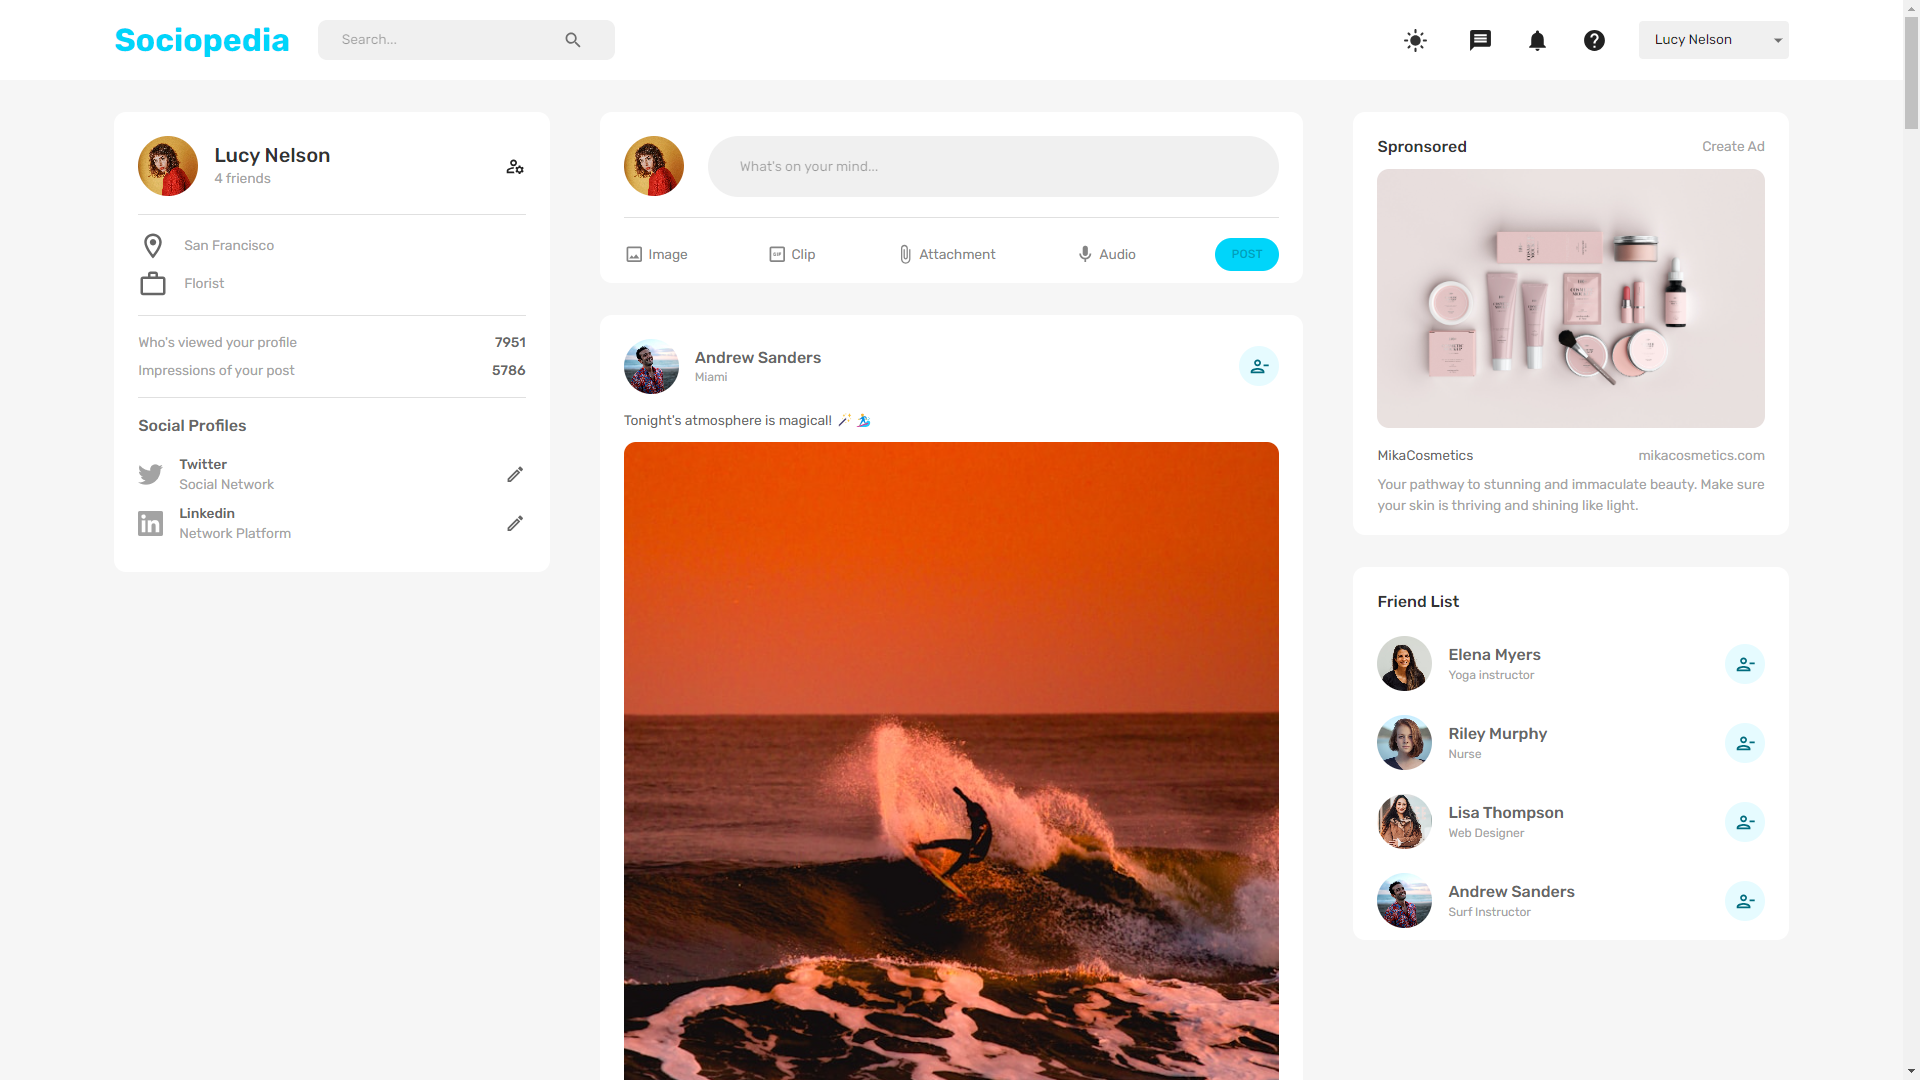 Sociopedia
Search...
Lucy Nelson
Lucy Nelson
4 friends
San Francisco
Florist
Who's viewed your profile 7951
Impressions of your post 5786
Social Profiles
Twitter
Social Network
Linkedin
Network Platform
What's on your mind...
Image Clip Attachment Audio POST
Andrew Sanders
Miami
Tonight's atmosphere is magical! 🪄 🏄
Spronsored Create Ad
MikaCosmetics mikacosmetics.com
Your pathway to stunning and immaculate beauty. Make sure
your skin is thriving and shining like light.
Friend List
Elena Myers
Yoga instructor
Riley Murphy
Nurse
Lisa Thompson
Web Designer
Andrew Sanders
Surf Instructor